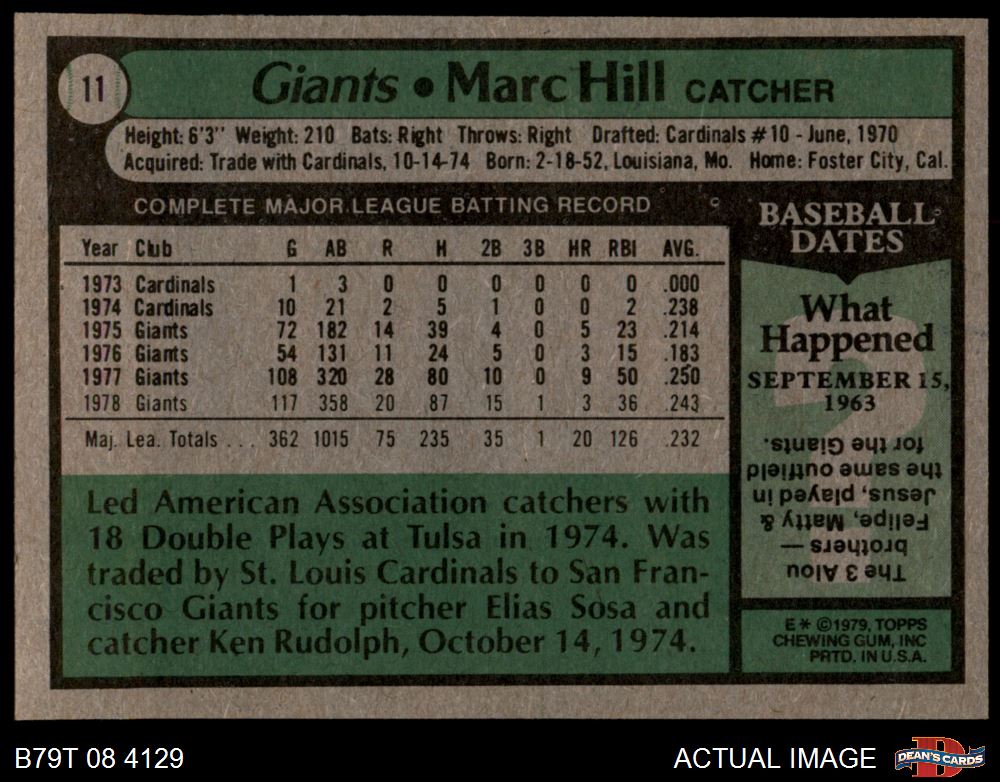 11
Giants • Marc Hill CATCHER
Height: 6'3" Weight: 210 Bats: Right Throws: Right Drafted: Cardinals #10 - June, 1970
Acquired: Trade with Cardinals, 10-14-74 Born: 2-18-52, Louisiana, Mo. Home: Foster City, Cal.
COMPLETE MAJOR LEAGUE BATTING RECORD
Year Club G AB R H 2B 3B HR RBI AVG.
1973 Cardinals 1 3 0 0 0 0 0 0 .000
1974 Cardinals 10 21 2 5 1 0 0 2 .238
1975 Giants 72 182 14 39 4 0 5 23 .214
1976 Giants 54 131 11 24 5 0 3 15 .183
1977 Giants 108 320 28 80 10 0 9 50 .250
1978 Giants 117 358 20 87 15 1 3 36 .243
Maj. Lea. Totals . . . 362 1015 75 235 35 1 20 126 .232
Led American Association catchers with
18 Double Plays at Tulsa in 1974. Was
traded by St. Louis Cardinals to San Fran-
cisco Giants for pitcher Elias Sosa and
catcher Ken Rudolph, October 14, 1974.
BASEBALL
DATES
What
Happened
SEPTEMBER 15,
1963
The 3 Alou
brothers —
Felipe, Matty &
Jesus, played in
the same outfield
for the Giants.
E* ©1979, TOPPS
CHEWING GUM, INC
PRTD. IN U.S.A.
B79T 08 4129
ACTUAL IMAGE
D
DEAN'S CARDS